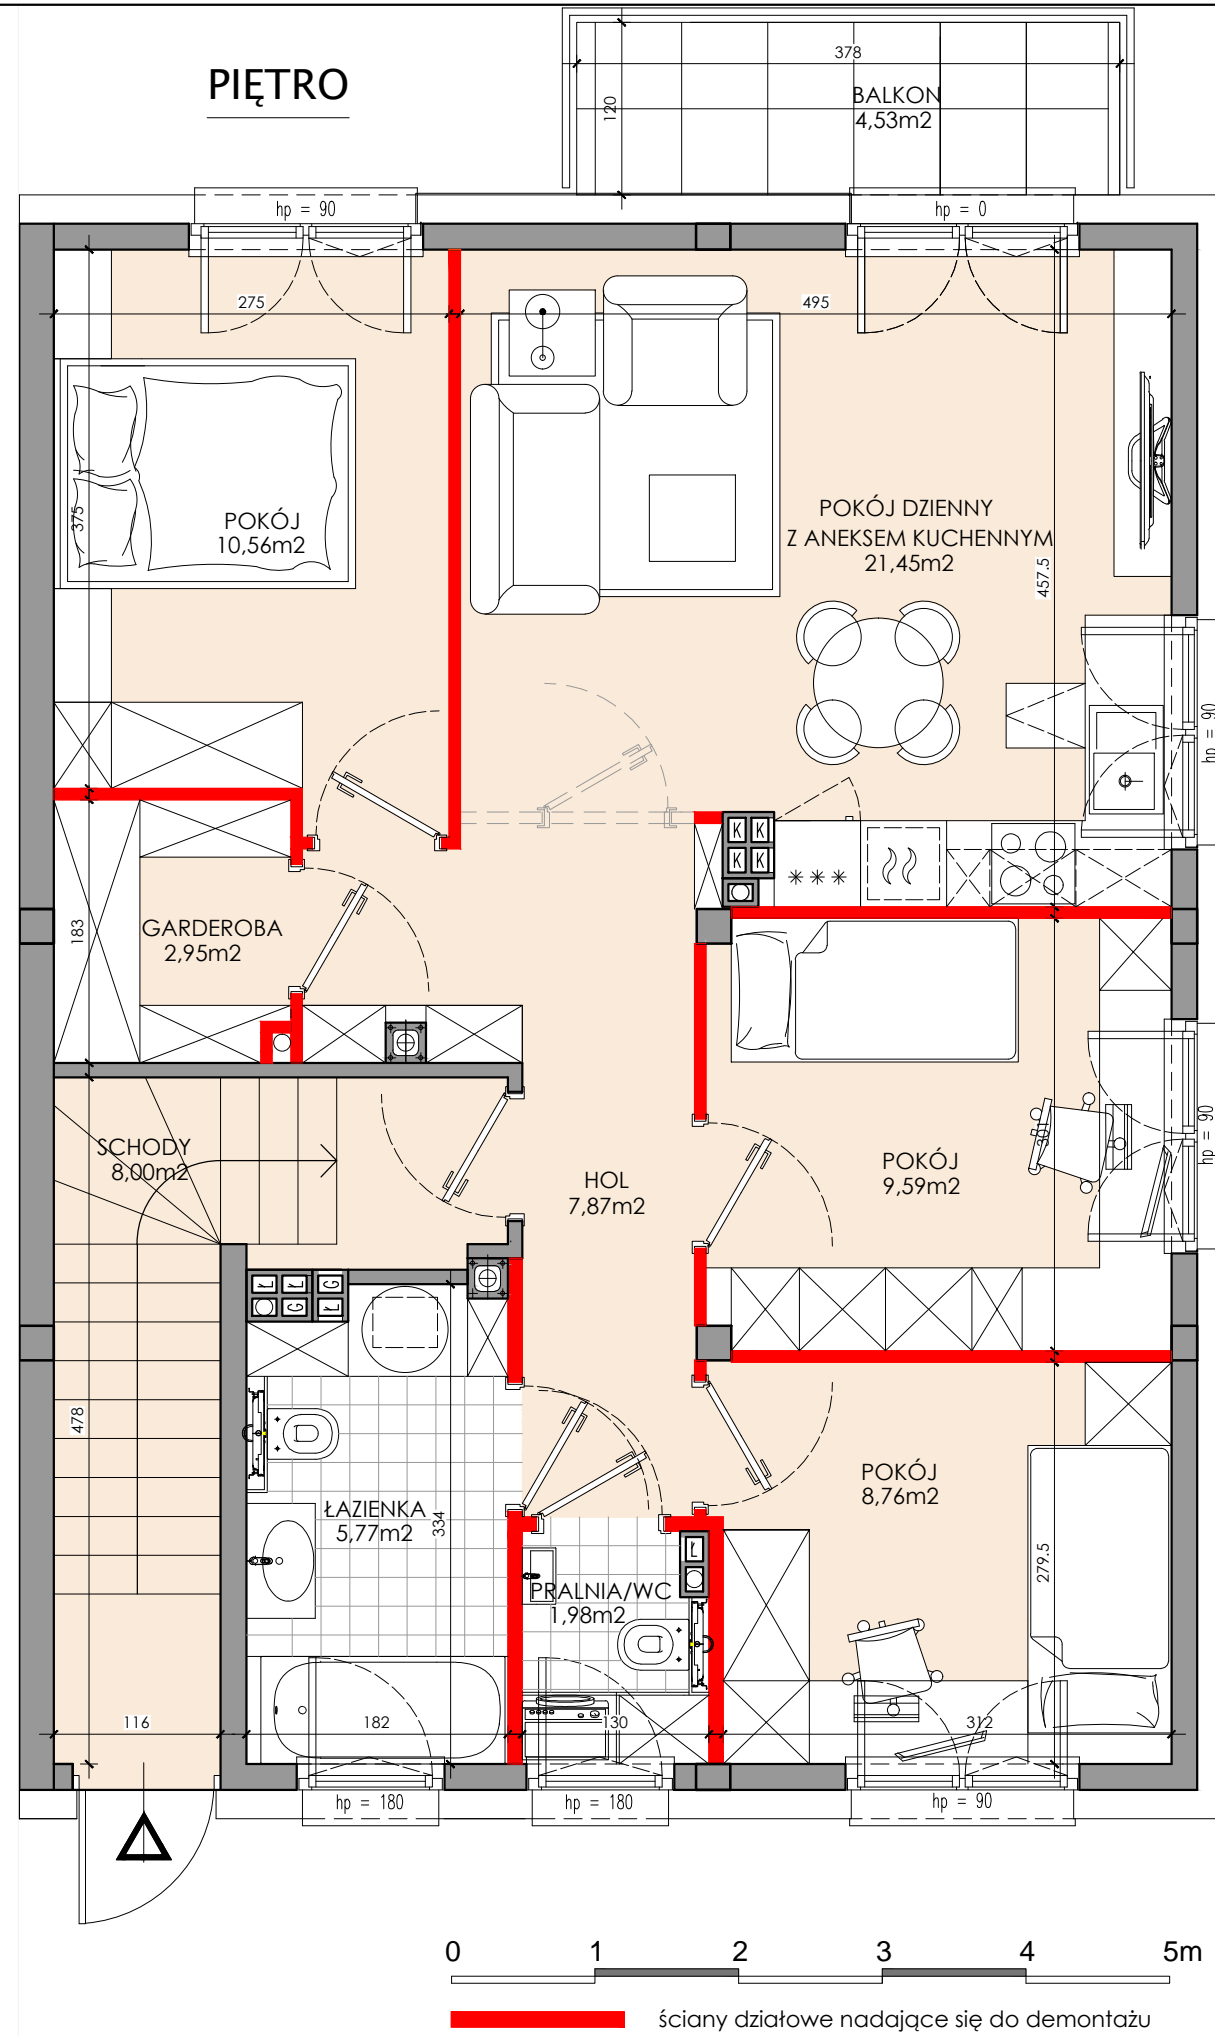 PIĘTRO
378
120
BALKON
4,53m2
hp = 90
hp = 0
275
495
POKÓJ
10,56m2
375
POKÓJ DZIENNY
Z ANEKSEM KUCHENNYM
21,45m2
457.5
hp = 90
K K
K K
GARDEROBA
2,95m2
183
SCHODY
8,00m2
HOL
7,87m2
POKÓJ
9,59m2
301
hp = 90
Ł Ł G
G Ł
478
ŁAZIENKA
5,77m2
334
POKÓJ
8,76m2
279.5
PRALNIA/WC
1,98m2
116
182
130
312
hp = 180
hp = 180
hp = 90
0 1 2 3 4 5m
ściany działowe nadające się do demontażu